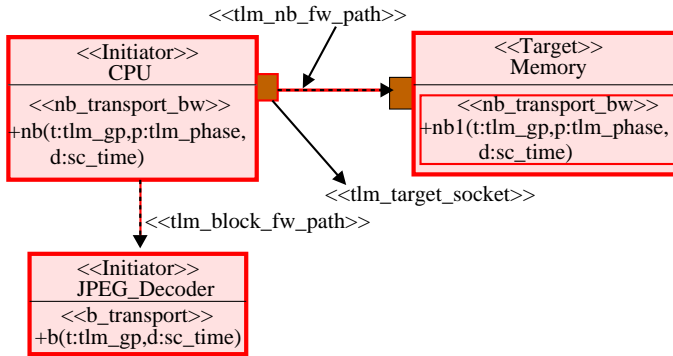 <<tlm_nb_fw_path>>
<<Initiator>>
CPU
<<nb_transport_bw>>
+nb(t:tlm_gp,p:tlm_phase,
d:sc_time)
<<Target>>
Memory
<<nb_transport_bw>>
+nb1(t:tlm_gp,p:tlm_phase,
d:sc_time)
<<tlm_target_socket>>
<<tlm_block_fw_path>>
<<Initiator>>
JPEG_Decoder
<<b_transport>>
+b(t:tlm_gp,d:sc_time)